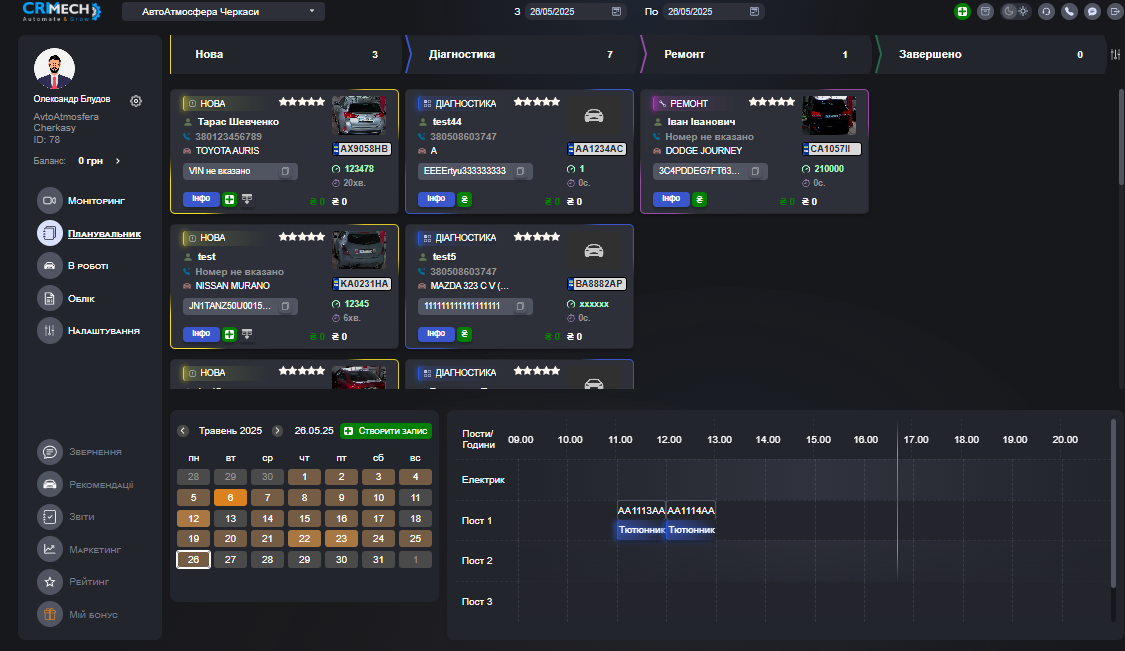 CRMECH
Automate & Grow
АвтоАтмосфера Черкаси
З 26/05/2025
По 26/05/2025
Олександр Блудов
AvtoAtmosfera
Cherkasy
ID: 78
Баланс: 0 грн
Моніторинг
Планувальник
В роботі
Облік
Налаштування
Звернення
Рекомендації
Звіти
Маркетинг
Рейтинг
Мій бонус
Нова 3
Діагностика 7
Ремонт 1
Завершено 0
НОВА
Тарас Шевченко
380123456789
TOYOTA AURIS
AX9058HB
VIN не вказано
123478
20хв.
Інфо
₴ 0 ₴ 0
ДІАГНОСТИКА
test44
380508603747
A
AA1234AC
EEEErtyu333333333
1
0с.
Інфо ₴
₴ 0 ₴ 0
РЕМОНТ
Іван Іванович
Номер не вказано
DODGE JOURNEY
CA1057II
3C4PDDEG7FT63...
210000
0с.
Інфо ₴
₴ 0 ₴ 0
НОВА
test
Номер не вказано
NISSAN MURANO
KA0231HA
JN1TANZ50U0015...
12345
6хв.
Інфо
₴ 0 ₴ 0
ДІАГНОСТИКА
test5
380508603747
MAZDA 323 C V (...
BA8882AP
11111111111111111
xxxxxx
0с.
Інфо ₴
₴ 0 ₴ 0
НОВА
ДІАГНОСТИКА
Травень 2025 26.05.25 Створити запис
пн вт ср чт пт сб вс
28 29 30 1 2 3 4
5 6 7 8 9 10 11
12 13 14 15 16 17 18
19 20 21 22 23 24 25
26 27 28 29 30 31 1
Пости/
Години
09.00 10.00 11.00 12.00 13.00 14.00 15.00 16.00 17.00 18.00 19.00 20.00
Електрик
Пост 1
AA1113AA AA1114AA
Тютюнник Тютюнник
Пост 2
Пост 3